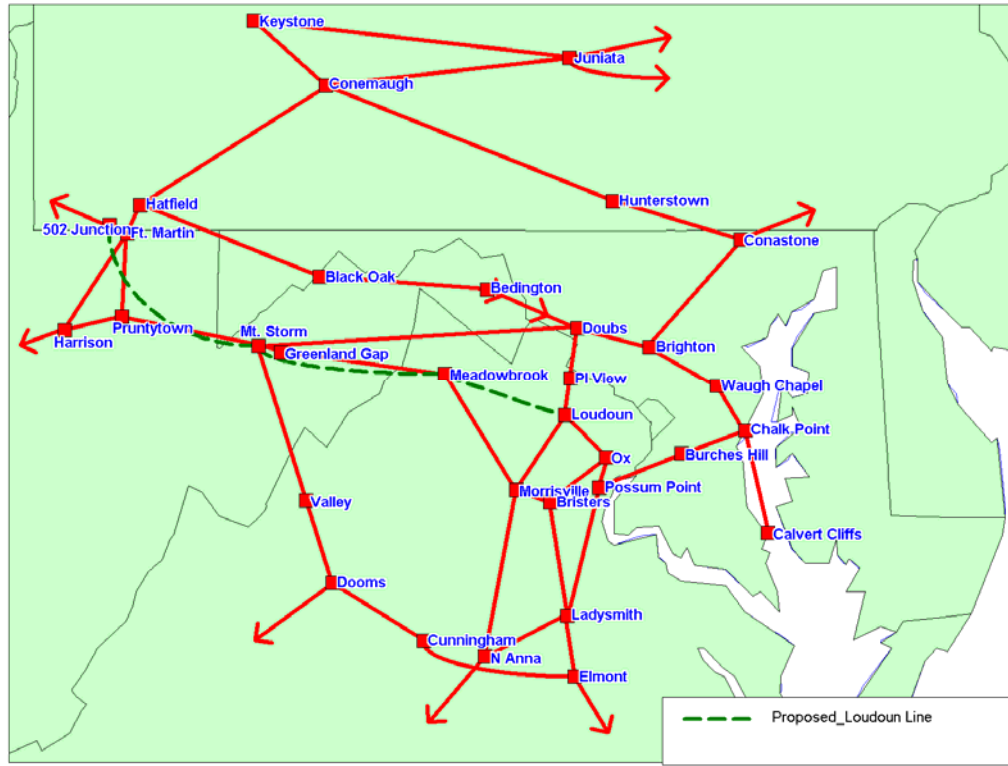 Keystone
Juniata
Conemaugh
Hatfield
Hunterstown
502 Junction
Ft. Martin
Conastone
Black Oak
Bedington
Pruntytown
Harrison
Mt. Storm
Doubs
Greenland Gap
Brighton
Meadowbrook
Pl View
Waugh Chapel
Loudoun
Chalk Point
Ox
Burches Hill
Morrisville
Possum Point
Bristers
Valley
Calvert Cliffs
Dooms
Ladysmith
Cunningham
N Anna
Elmont
Proposed_Loudoun Line